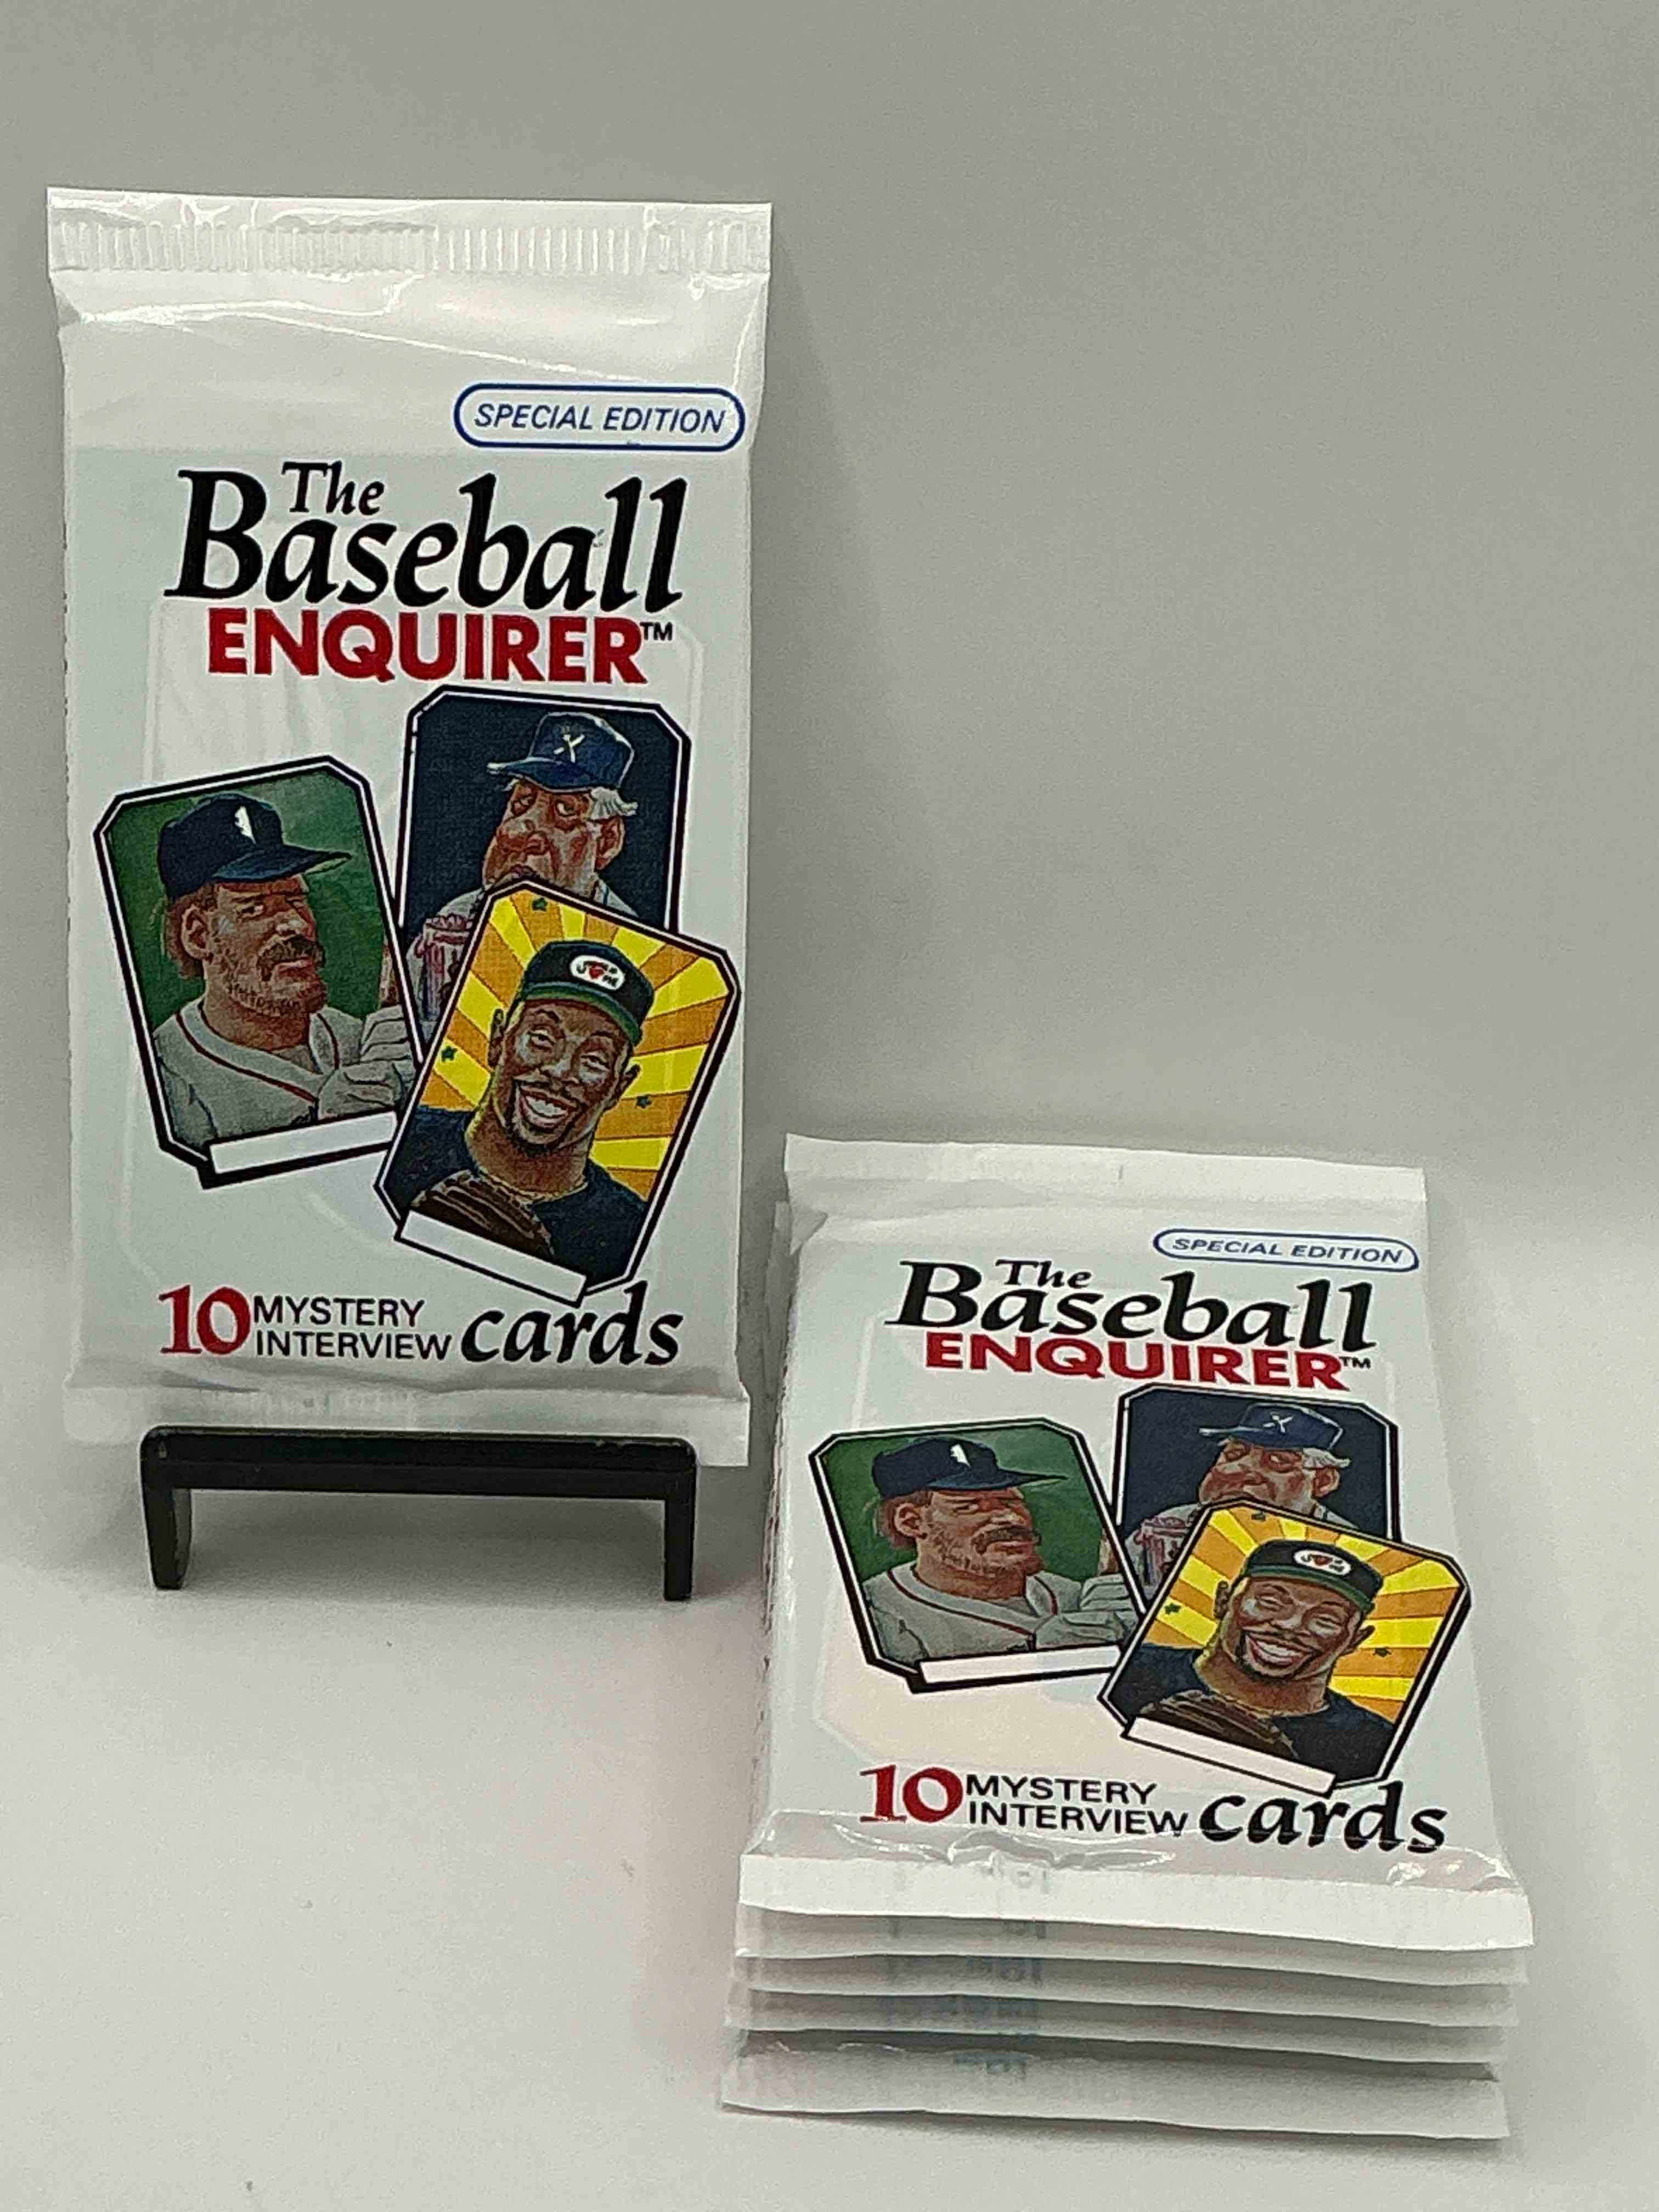 SPECIAL EDITION
The
Baseball
ENQUIRER™
10 MYSTERY
INTERVIEW cards
SPECIAL EDITION
The
Baseball
ENQUIRER™
10 MYSTERY
INTERVIEW cards